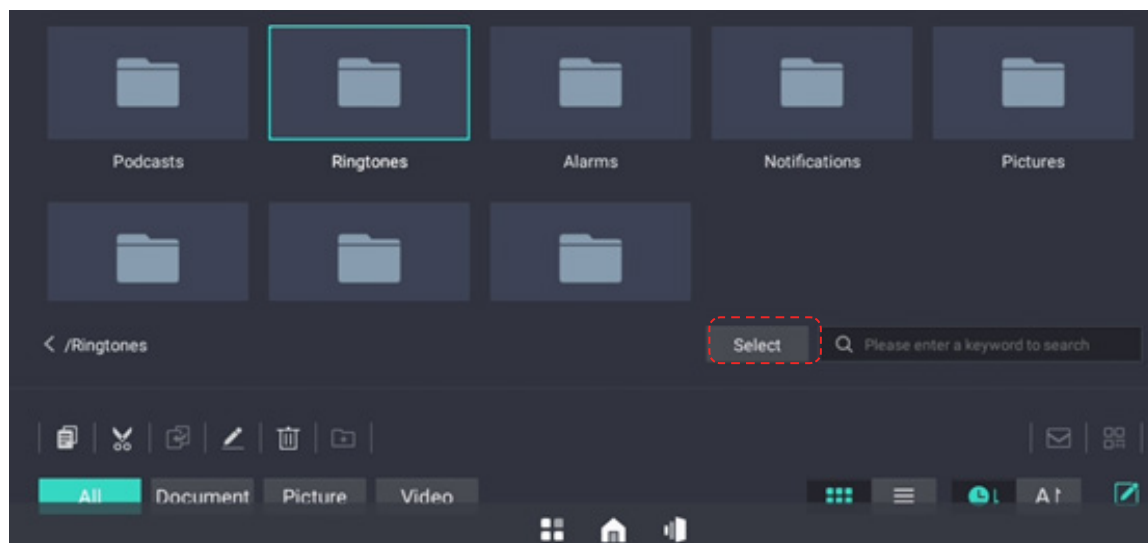 Podcasts Ringtones Alarms Notifications Pictures
/Ringtones Select Please enter a keyword to search
All Document Picture Video A